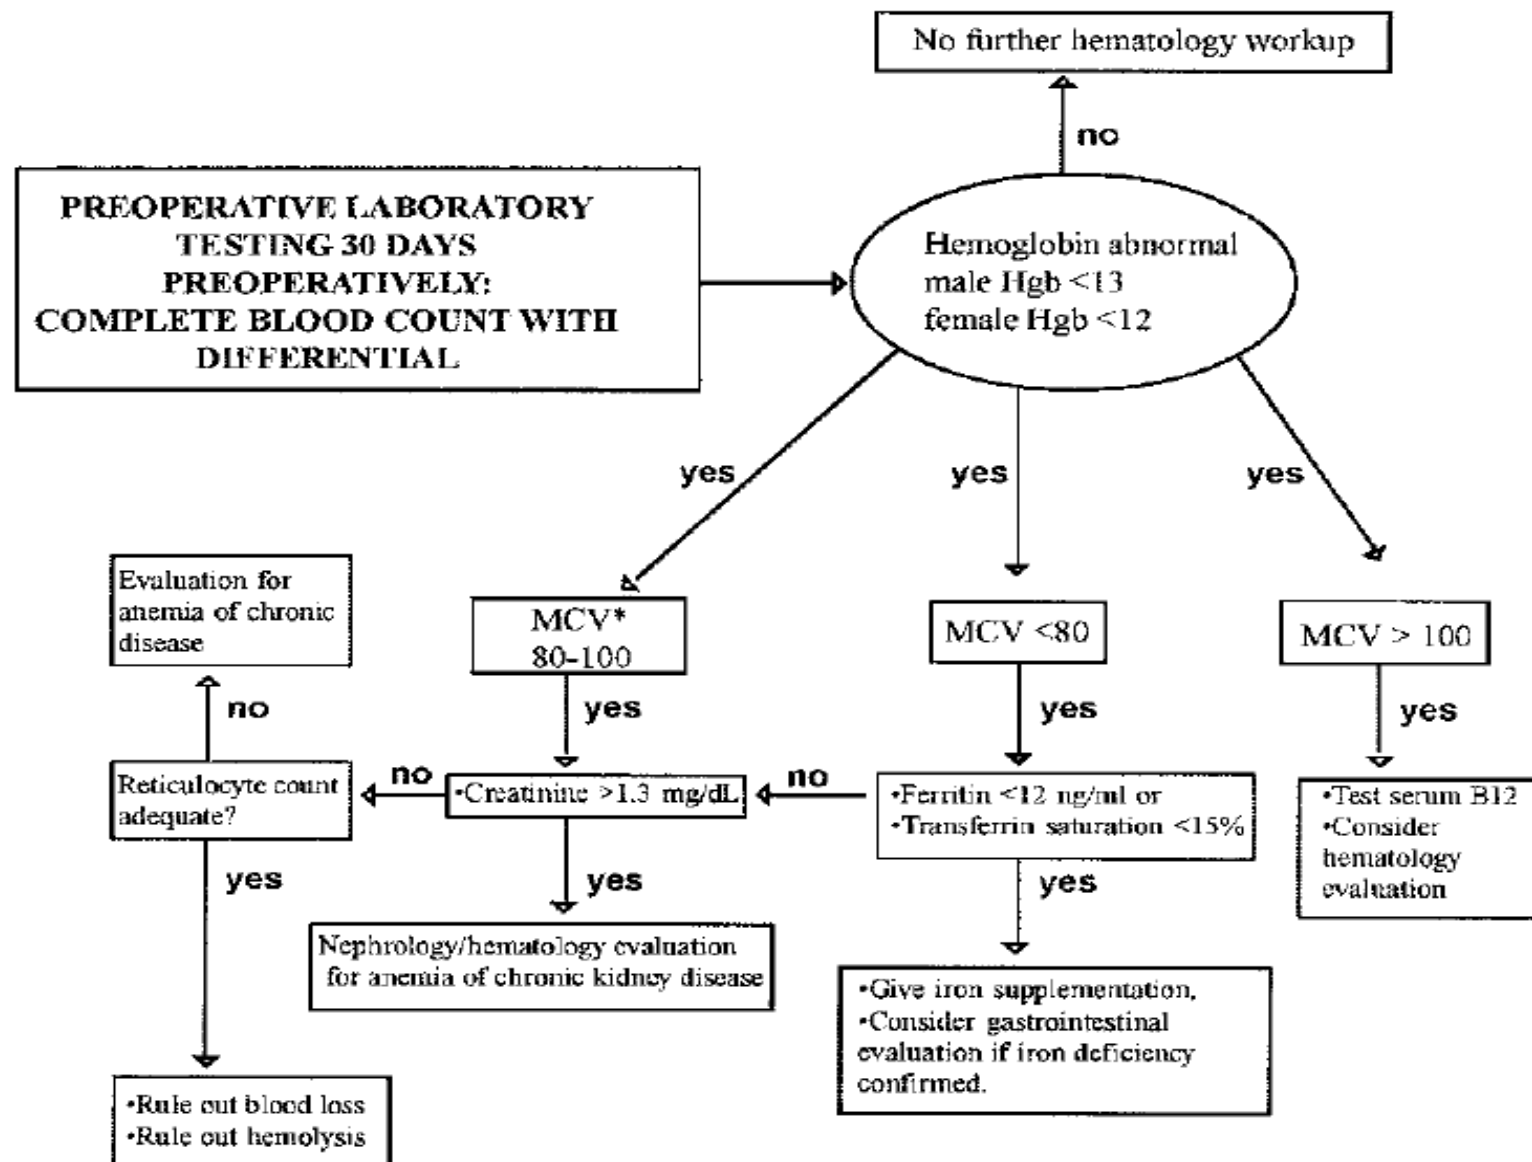 No further hematology workup
no
PREOPERATIVE LABORATORY
TESTING 30 DAYS
PREOPERATIVELY:
COMPLETE BLOOD COUNT WITH
DIFFERENTIAL
Hemoglobin abnormal
male Hgb <13
female Hgb <12
yes
yes
yes
Evaluation for
anemia of chronic
disease
MCV*
80-100
MCV <80
MCV > 100
no
yes
yes
yes
Reticulocyte count
adequate?
no
•Creatinine >1.3 mg/dL
no
•Ferritin <12 ng/ml or
•Transferrin saturation <15%
•Test serum B12
•Consider
hematology
evaluation
yes
yes
yes
Nephrology/hematology evaluation
for anemia of chronic kidney disease
•Give iron supplementation,
•Consider gastrointestinal
evaluation if iron deficiency
confirmed.
•Rule out blood loss
•Rule out hemolysis